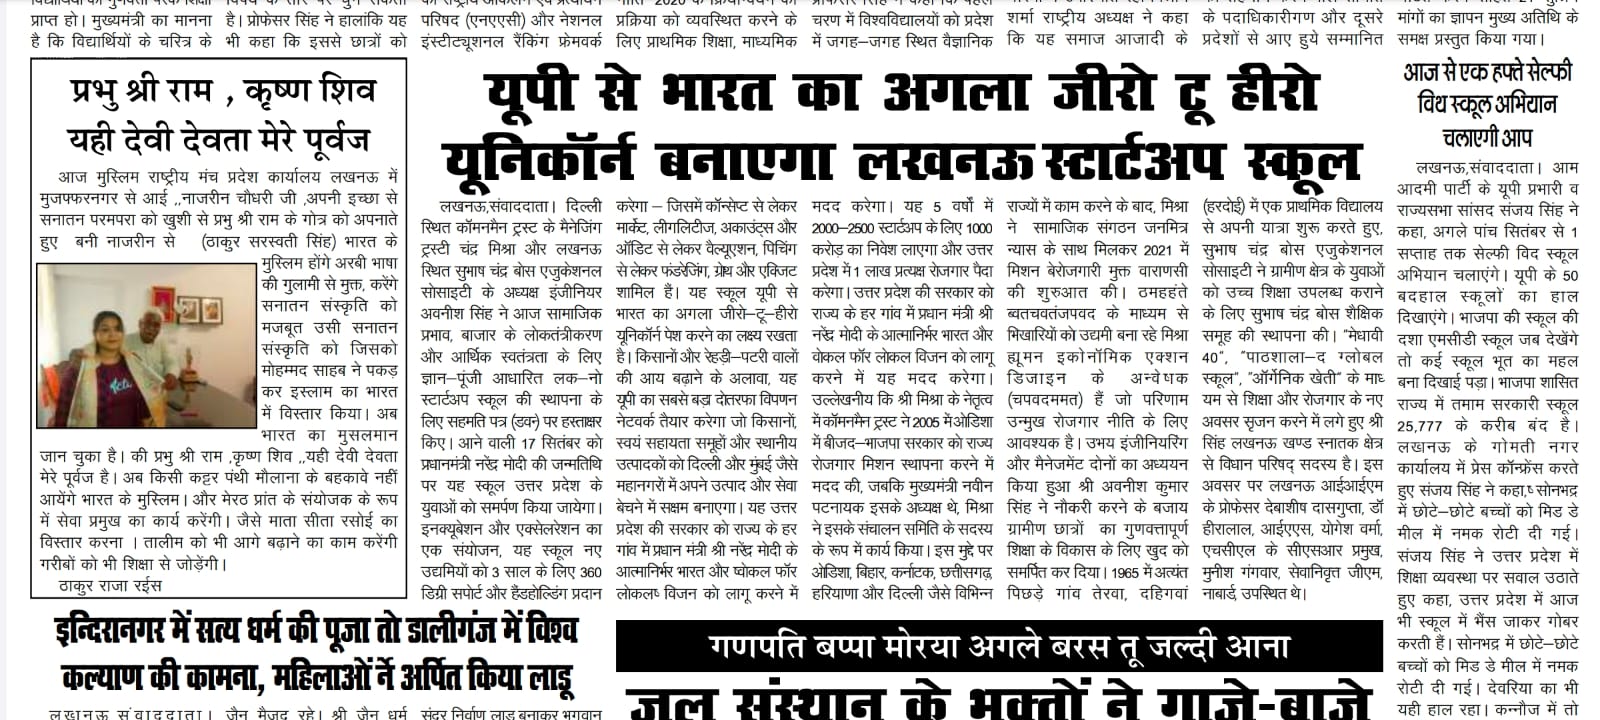 प्राप्त हो। मुख्यमंत्री का मानना
है कि विद्यार्थियों के चरित्र के
है। प्रोफेसर सिंह ने हालांकि यह
भी कहा कि इससे छात्रों को
परिषद (एनएएसी) और नेशनल
इंस्टीट्यूशनल रैंकिंग फ्रेमवर्क
प्रक्रिया को व्यवस्थित करने के
लिए प्राथमिक शिक्षा, माध्यमिक
चरण में विश्वविद्यालयों को प्रदेश
में जगह–जगह स्थित वैज्ञानिक
शर्मा राष्ट्रीय अध्यक्ष ने कहा
कि यह समाज आजादी के
के पदाधिकारीगण और दूसरे
प्रदेशों से आए हुये सम्मानित
मांगों का ज्ञापन मुख्य अतिथि के
समक्ष प्रस्तुत किया गया।
प्रभु श्री राम , कृष्ण शिव
यही देवी देवता मेरे पूर्वज
आज मुस्लिम राष्ट्रीय मंच प्रदेश कार्यालय लखनऊ में
मुजफ्फरनगर से आई ,,नाजरीन चौधरी जी ,अपनी इच्छा से
सनातन परमपरा को खुशी से प्रभु श्री राम के गोत्र को अपनाते
हुए बनी नाजरीन से (ठाकुर सरस्वती सिंह) भारत के
मुस्लिम होंगे अरबी भाषा
की गुलामी से मुक्त, करेंगे
सनातन संस्कृति को
मजबूत उसी सनातन
संस्कृति को जिसको
मोहम्मद साहब ने पकड़
कर इस्लाम का भारत
में विस्तार किया। अब
भारत का मुसलमान
जान चुका है। की प्रभु श्री राम ,कृष्ण शिव ,,यही देवी देवता
मेरे पूर्वज है। अब किसी कट्टर पंथी मौलाना के बहकावे नहीं
आयेंगे भारत के मुस्लिम। और मेरठ प्रांत के संयोजक के रूप
में सेवा प्रमुख का कार्य करेंगी। जैसे माता सीता रसोई का
विस्तार करना । तालीम को भी आगे बढ़ाने का काम करेंगी
गरीबों को भी शिक्षा से जोड़ेंगी।
ठाकुर राजा रईस
यूपी से भारत का अगला जीरो टू हीरो
यूनिकॉर्न बनाएगा लखनऊ स्टार्टअप स्कूल
लखनऊ,संवाददाता। दिल्ली
स्थित कॉमनमैन ट्रस्ट के मैनेजिंग
ट्रस्टी चंद्र मिश्रा और लखनऊ
स्थित सुभाष चंद्र बोस एजुकेशनल
सोसाइटी के अध्यक्ष इंजीनियर
अवनीश सिंह ने आज सामाजिक
प्रभाव, बाजार के लोकतंत्रीकरण
और आर्थिक स्वतंत्रता के लिए
ज्ञान–पूंजी आधारित लक–नो
स्टार्टअप स्कूल की स्थापना के
लिए सहमति पत्र (डवन) पर हस्ताक्षर
किए। आने वाली 17 सितंबर को
प्रधानमंत्री नरेंद्र मोदी की जन्मतिथि
पर यह स्कूल उत्तर प्रदेश के
युवाओं को समर्पण किया जायेगा।
इनक्यूबेशन और एक्सेलरेशन का
एक संयोजन, यह स्कूल नए
उद्यमियों को 3 साल के लिए 360
डिग्री सपोर्ट और हैंडहोल्डिंग प्रदान
करेगा – जिसमें कॉन्सेप्ट से लेकर
मार्केट, लीगलिटीज, अकाउंट्स और
ऑडिट से लेकर वैल्यूएशन, पिचिंग
से लेकर फंडरेजिंग, ग्रोथ और एक्जिट
शामिल हैं। यह स्कूल यूपी से
भारत का अगला जीरो–टू–हीरो
यूनिकॉर्न पेश करने का लक्ष्य रखता
है। किसानों और रेहड़ी–पटरी वालों
की आय बढ़ाने के अलावा, यह
यूपी का सबसे बड़ा दोतरफा विपणन
नेटवर्क तैयार करेगा जो किसानों,
स्वयं सहायता समूहों और स्थानीय
उत्पादकों को दिल्ली और मुंबई जैसे
महानगरों में अपने उत्पाद और सेवा
बेचने में सक्षम बनाएगा। यह उत्तर
प्रदेश की सरकार को राज्य के हर
गांव में प्रधान मंत्री श्री नरेंद्र मोदी के
आत्मानिर्भर भारत और ष्वोकल फॉर
लोकलष् विजन को लागू करने में
मदद करेगा। यह 5 वर्षों में
2000–2500 स्टार्टअप के लिए 1000
करोड़ का निवेश लाएगा और उत्तर
प्रदेश में 1 लाख प्रत्यक्ष रोजगार पैदा
करेगा। उत्तर प्रदेश की सरकार को
राज्य के हर गांव में प्रधान मंत्री श्री
नरेंद्र मोदी के आत्मानिर्भर भारत और
वोकल फॉर लोकल विजन को लागू
करने में यह मदद करेगा।
उल्लेखनीय कि श्री मिश्रा के नेतृत्व
में कॉमनमैन ट्रस्ट ने 2005 में ओडिशा
में बीजद–भाजपा सरकार को राज्य
रोजगार मिशन स्थापना करने में
मदद की, जबकि मुख्यमंत्री नवीन
पटनायक इसके अध्यक्ष थे, मिश्रा
ने इसके संचालन समिति के सदस्य
के रूप में कार्य किया। इस मुद्दे पर
ओडिशा, बिहार, कर्नाटक, छत्तीसगढ़,
हरियाणा और दिल्ली जैसे विभिन्न
राज्यों में काम करने के बाद, मिश्रा
ने सामाजिक संगठन जनमित्र
न्यास के साथ मिलकर 2021 में
मिशन बेरोजगारी मुक्त वाराणसी
की शुरुआत की। ठमहहंते
ब्वतचवतंजपवद के माध्यम से
भिखारियों को उद्यमी बना रहे मिश्रा
ह्यूमन इकोनॉमिक एक्शन
डिजाइन के अन्वेषक
(चपवदममत) हैं जो परिणाम
उन्मुख रोजगार नीति के लिए
आवश्यक है। उभय इंजीनियरिंग
और मैनेजमेंट दोनों का अध्ययन
किया हुआ श्री अवनीश कुमार
सिंह ने नौकरी करने के बजाय
ग्रामीण छात्रों का गुणवत्तापूर्ण
शिक्षा के विकास के लिए खुद को
समर्पित कर दिया। 1965 में अत्यंत
पिछड़े गांव तेरवा, दहिगवां
(हरदोई) में एक प्राथमिक विद्यालय
से अपनी यात्रा शुरू करते हुए,
सुभाष चंद्र बोस एजुकेशनल
सोसाइटी ने ग्रामीण क्षेत्र के युवाओं
को उच्च शिक्षा उपलब्ध कराने
के लिए सुभाष चंद्र बोस शैक्षिक
समूह की स्थापना की। "मेधावी
40", "पाठशाला–द ग्लोबल
स्कूल", "ऑर्गेनिक खेती" के माध
यम से शिक्षा और रोजगार के नए
अवसर सृजन करने में लगे हुए श्री
सिंह लखनऊ खण्ड स्नातक क्षेत्र
से विधान परिषद् सदस्य है। इस
अवसर पर लखनऊ आईआईएम
के प्रोफेसर देबाशीष दासगुप्ता, डॉ
हीरालाल, आईएएस, योगेश वर्मा,
एचसीएल के सीएसआर प्रमुख,
मुनीश गंगवार, सेवानिवृत जीएम,
नाबार्ड, उपस्थित थे।
आज से एक हफ्ते सेल्फी
विथ स्कूल अभियान
चलाएगी आप
लखनऊ,संवाददाता। आम
आदमी पार्टी के यूपी प्रभारी व
राज्यसभा सांसद संजय सिंह ने
कहा, अगले पांच सितंबर से 1
सप्ताह तक सेल्फी विद स्कूल
अभियान चलाएंगे। यूपी के 50
बदहाल स्कूलों का हाल
दिखाएंगे। भाजपा की स्कूल की
दशा एमसीडी स्कूल जब देखेंगे
तो कई स्कूल भूत का महल
बना दिखाई पड़ा। भाजपा शासित
राज्य में तमाम सरकारी स्कूल
25,777 के करीब बंद है।
लखनऊ के गोमती नगर
कार्यालय में प्रेस कॉन्फ्रेंस करते
हुए संजय सिंह ने कहा,ष्सोनभद्र
में छोटे–छोटे बच्चों को मिड डे
मील में नमक रोटी दी गई।
संजय सिंह ने उत्तर प्रदेश में
शिक्षा व्यवस्था पर सवाल उठाते
हुए कहा, उत्तर प्रदेश में आज
भी स्कूल में भैंस जाकर गोबर
करती हैं। सोनभद्र में छोटे–छोटे
बच्चों को मिड डे मील में नमक
रोटी दी गई। देवरिया का भी
यही हाल रहा। कन्नौज में तो
इन्दिरानगर में सत्य धर्म की पूजा तो डालीगंज में विश्व
कल्याण की कामना, महिलाओंनें अर्पित किया लाडू
गणपति बप्पा मोरया अगले बरस तू जल्दी आना
जल संस्थान के भक्तों ने गाजे-बाजे